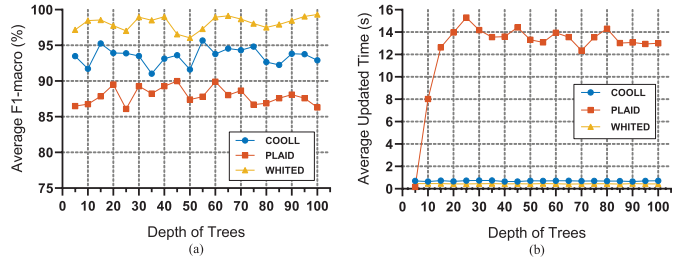 Average F1-macro (%)
100
95
90
85
80
75
0 10 20 30 40 50 60 70 80 90 100
COOLL
PLAID
WHITED
Depth of Trees
(a)
Average Updated Time (s)
16
14
12
10
8
6
4
2
0
0 10 20 30 40 50 60 70 80 90 100
COOLL
PLAID
WHITED
Depth of Trees
(b)